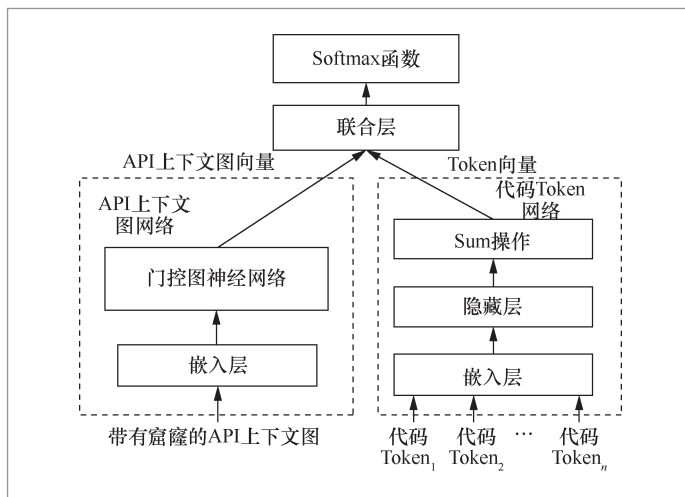 Softmax函数
联合层
API上下文图向量
Token向量
API上下文
图网络
门控图神经网络
嵌入层
带有窟窿的API上下文图
代码Token
网络
Sum操作
隐藏层
嵌入层
代码 代码 … 代码
Token₁ Token₂ Tokenₙ